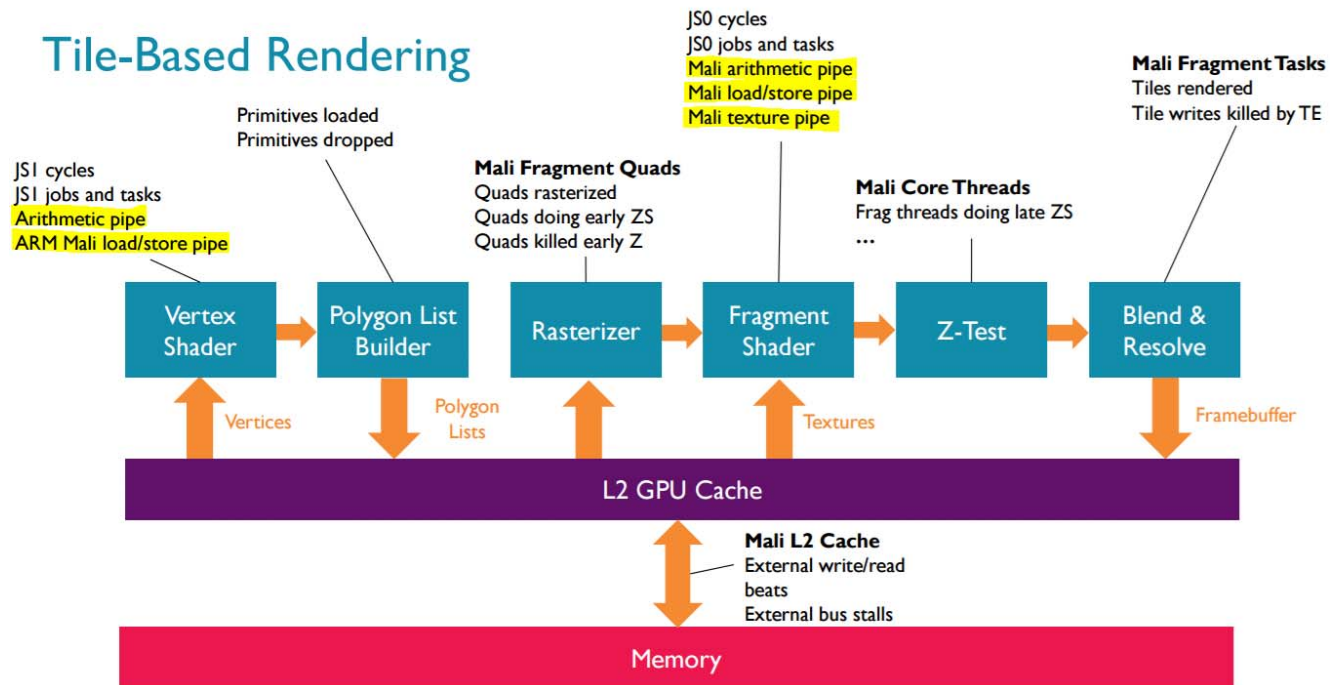 Tile-Based Rendering
JS1 cycles
JS1 jobs and tasks
Arithmetic pipe
ARM Mali load/store pipe
Primitives loaded
Primitives dropped
Mali Fragment Quads
Quads rasterized
Quads doing early ZS
Quads killed early Z
JS0 cycles
JS0 jobs and tasks
Mali arithmetic pipe
Mali load/store pipe
Mali texture pipe
Mali Core Threads
Frag threads doing late ZS
...
Mali Fragment Tasks
Tiles rendered
Tile writes killed by TE
Vertex
Shader
Polygon List
Builder
Rasterizer
Fragment
Shader
Z-Test
Blend &
Resolve
Vertices
Polygon
Lists
Textures
Framebuffer
L2 GPU Cache
Mali L2 Cache
External write/read
beats
External bus stalls
Memory